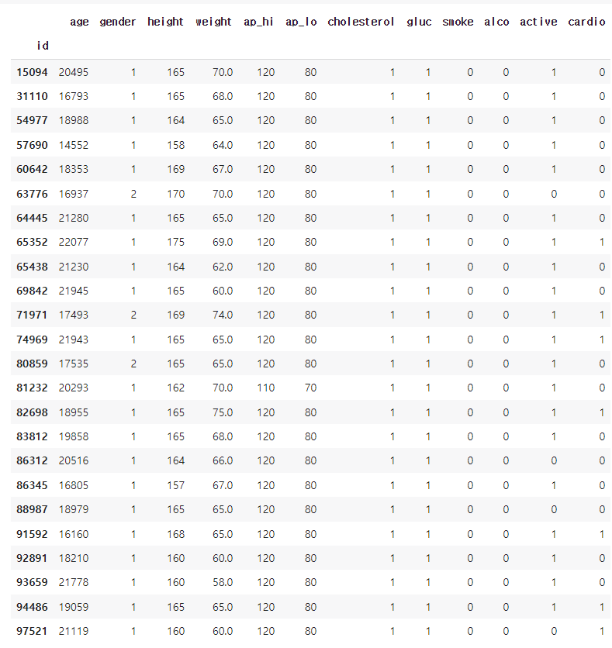 age gender height weight ap_hi ap_lo cholesterol gluc smoke alco active cardio
id
15094 20495 1 165 70.0 120 80 1 1 0 0 1 0
31110 16793 1 165 68.0 120 80 1 1 0 0 1 0
54977 18988 1 164 65.0 120 80 1 1 0 0 1 0
57690 14552 1 158 64.0 120 80 1 1 0 0 1 0
60642 18353 1 169 67.0 120 80 1 1 0 0 1 0
63776 16937 2 170 70.0 120 80 1 1 0 0 0 0
64445 21280 1 165 65.0 120 80 1 1 0 0 1 0
65352 22077 1 175 69.0 120 80 1 1 0 0 1 1
65438 21230 1 164 62.0 120 80 1 1 0 0 1 0
69842 21945 1 165 60.0 120 80 1 1 0 0 1 0
71971 17493 2 169 74.0 120 80 1 1 0 0 1 1
74969 21943 1 165 65.0 120 80 1 1 0 0 1 1
80859 17535 2 165 65.0 120 80 1 1 0 0 1 0
81232 20293 1 162 70.0 110 70 1 1 0 0 1 0
82698 18955 1 165 75.0 120 80 1 1 0 0 1 1
83812 19858 1 165 68.0 120 80 1 1 0 0 1 0
86312 20516 1 164 66.0 120 80 1 1 0 0 0 0
86345 16805 1 157 67.0 120 80 1 1 0 0 1 0
88987 18979 1 165 65.0 120 80 1 1 0 0 0 0
91592 16160 1 168 65.0 120 80 1 1 0 0 1 1
92891 18210 1 160 60.0 120 80 1 1 0 0 1 0
93659 21778 1 160 58.0 120 80 1 1 0 0 1 0
94486 19059 1 165 65.0 120 80 1 1 0 0 1 1
97521 21119 1 160 60.0 120 80 1 1 0 0 0 1